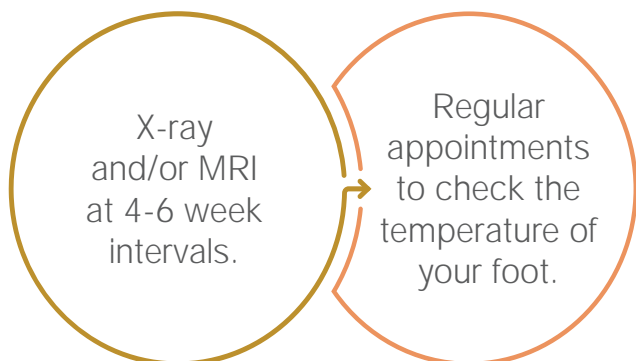 X-ray
and/or MRI
at 4-6 week
intervals.
Regular
appointments
to check the
temperature of
your foot.